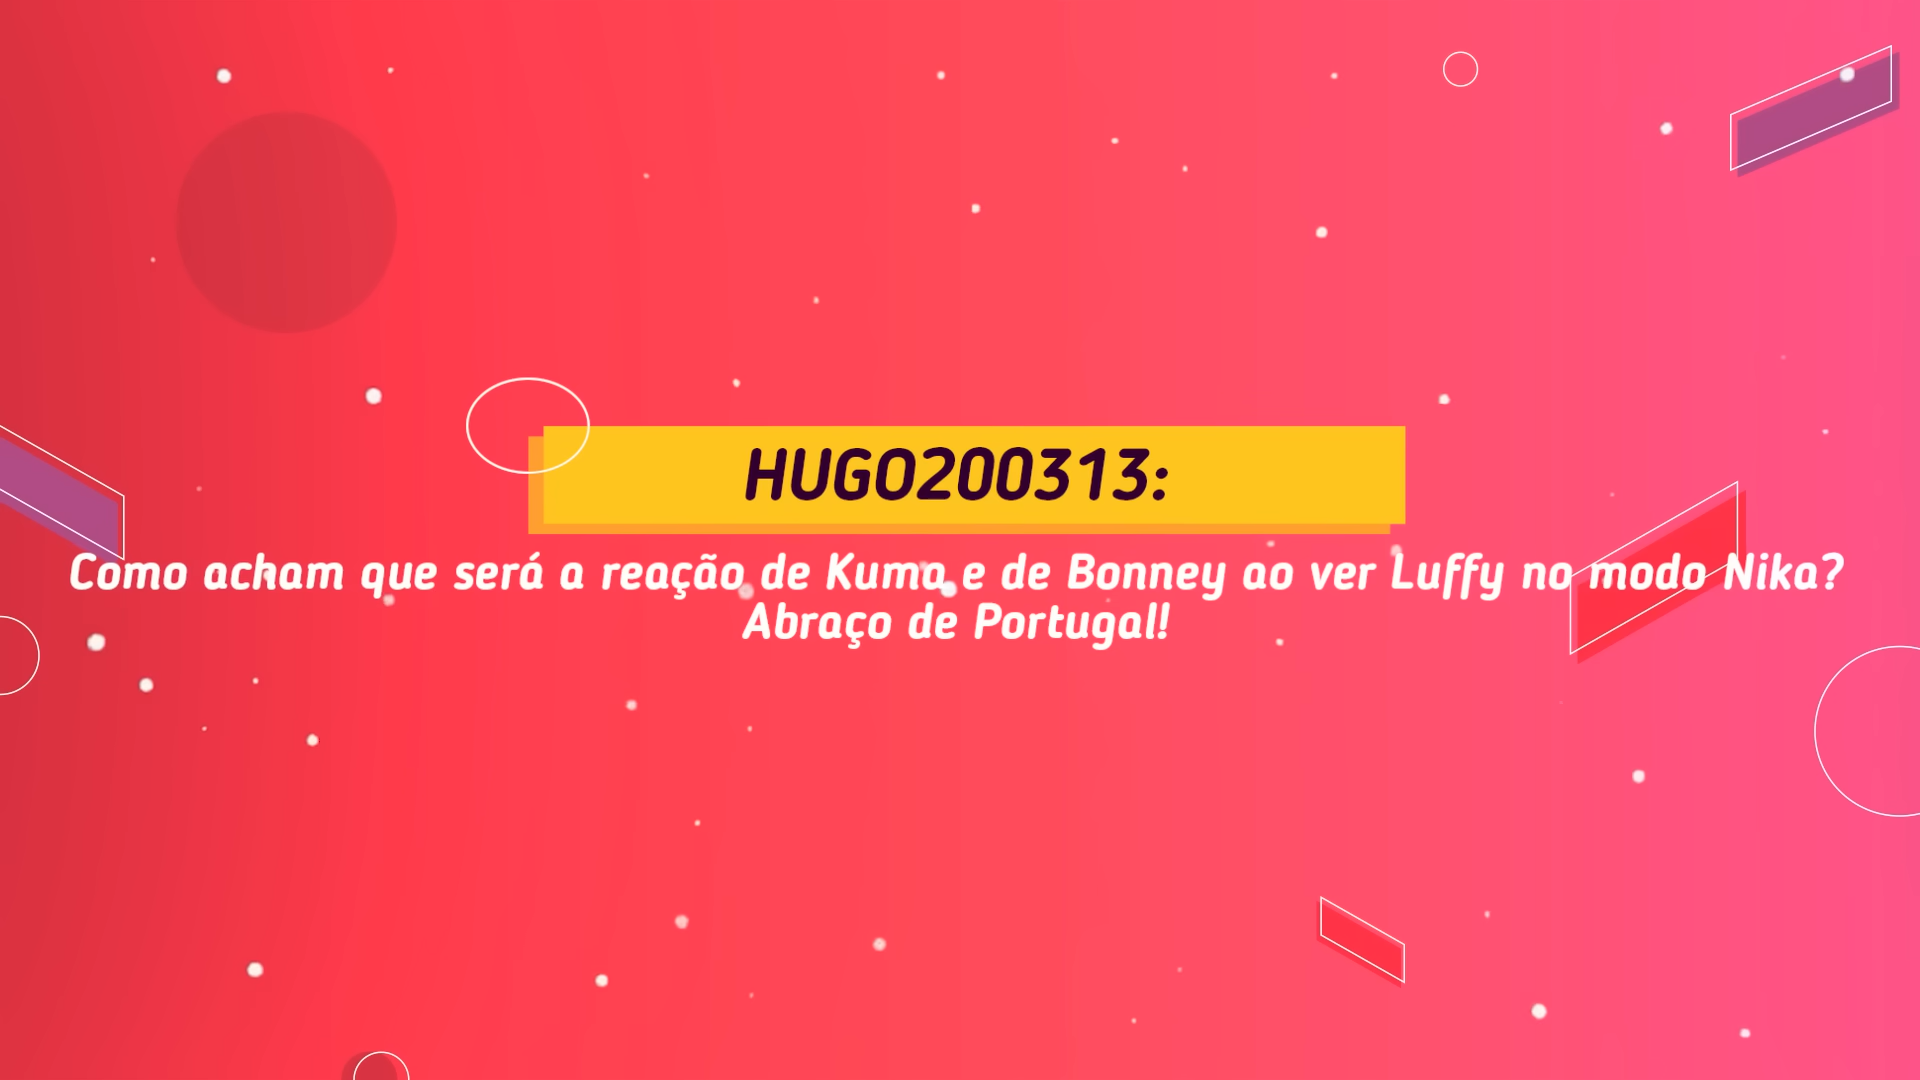 HUGO200313:
Como acham que será a reação de Kuma e de Bonney ao ver Luffy no modo Nika?
Abraço de Portugal!